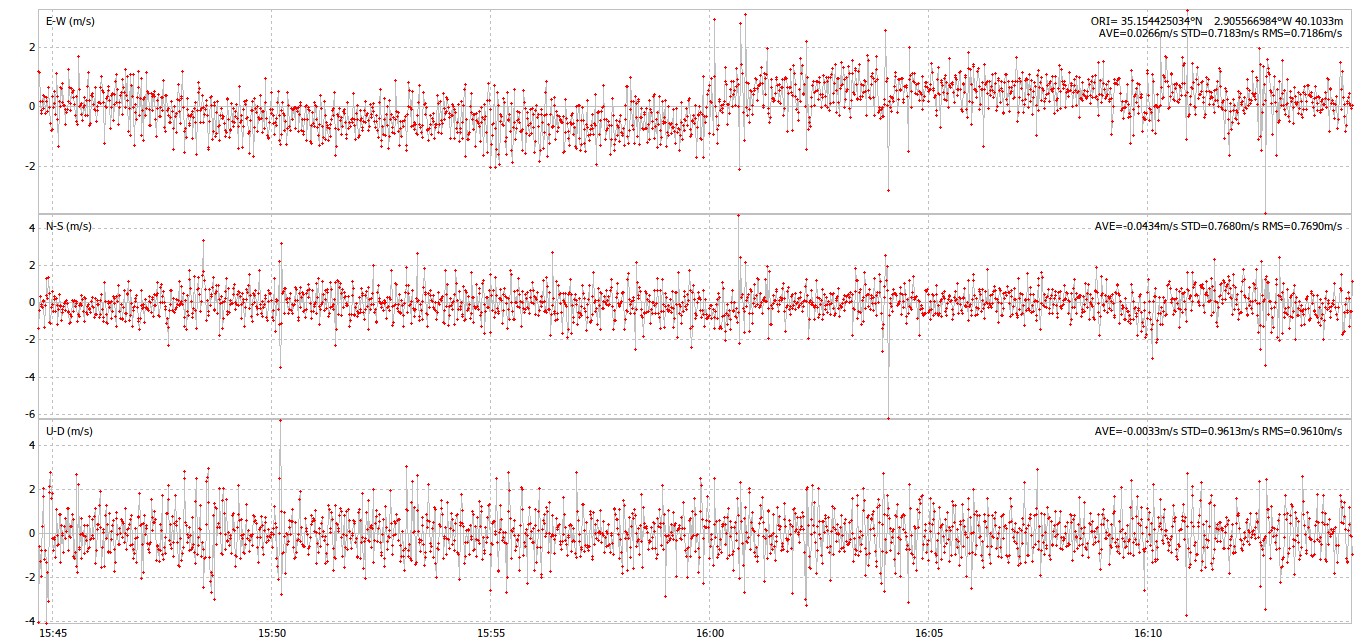 E-W (m/s)
ORI= 35.154425034°N 2.905566984°W 40.1033m
AVE=0.0266m/s STD=0.7183m/s RMS=0.7186m/s
2
0
-2
N-S (m/s)
AVE=-0.0434m/s STD=0.7680m/s RMS=0.7690m/s
4
2
0
-2
-4
-6
U-D (m/s)
AVE=-0.0033m/s STD=0.9613m/s RMS=0.9610m/s
4
2
0
-2
-4
15:45 15:50 15:55 16:00 16:05 16:10